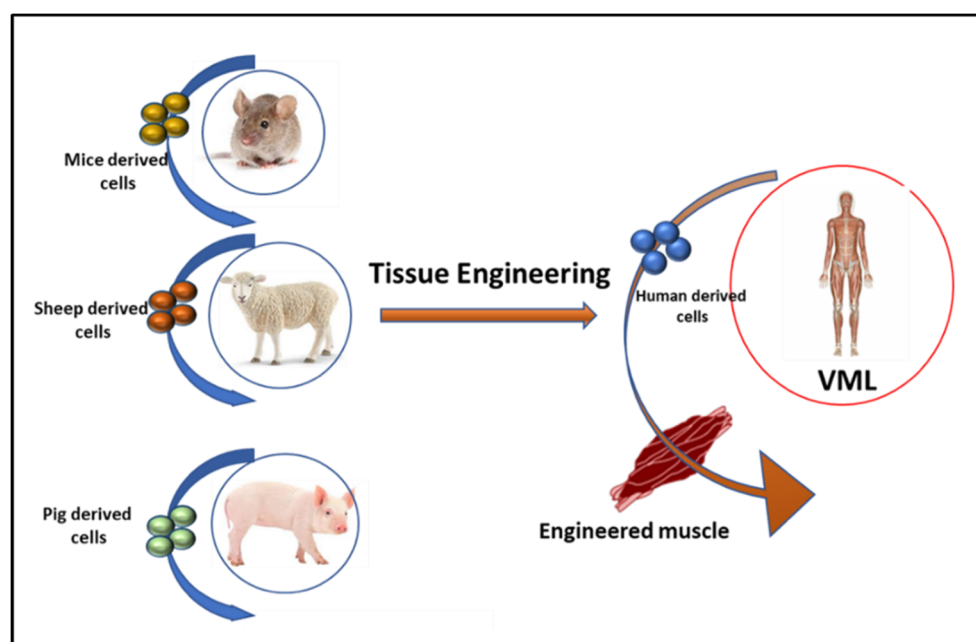 Mice derived
cells
Sheep derived
cells
Pig derived
cells
Tissue Engineering
Human derived
cells
VML
Engineered muscle